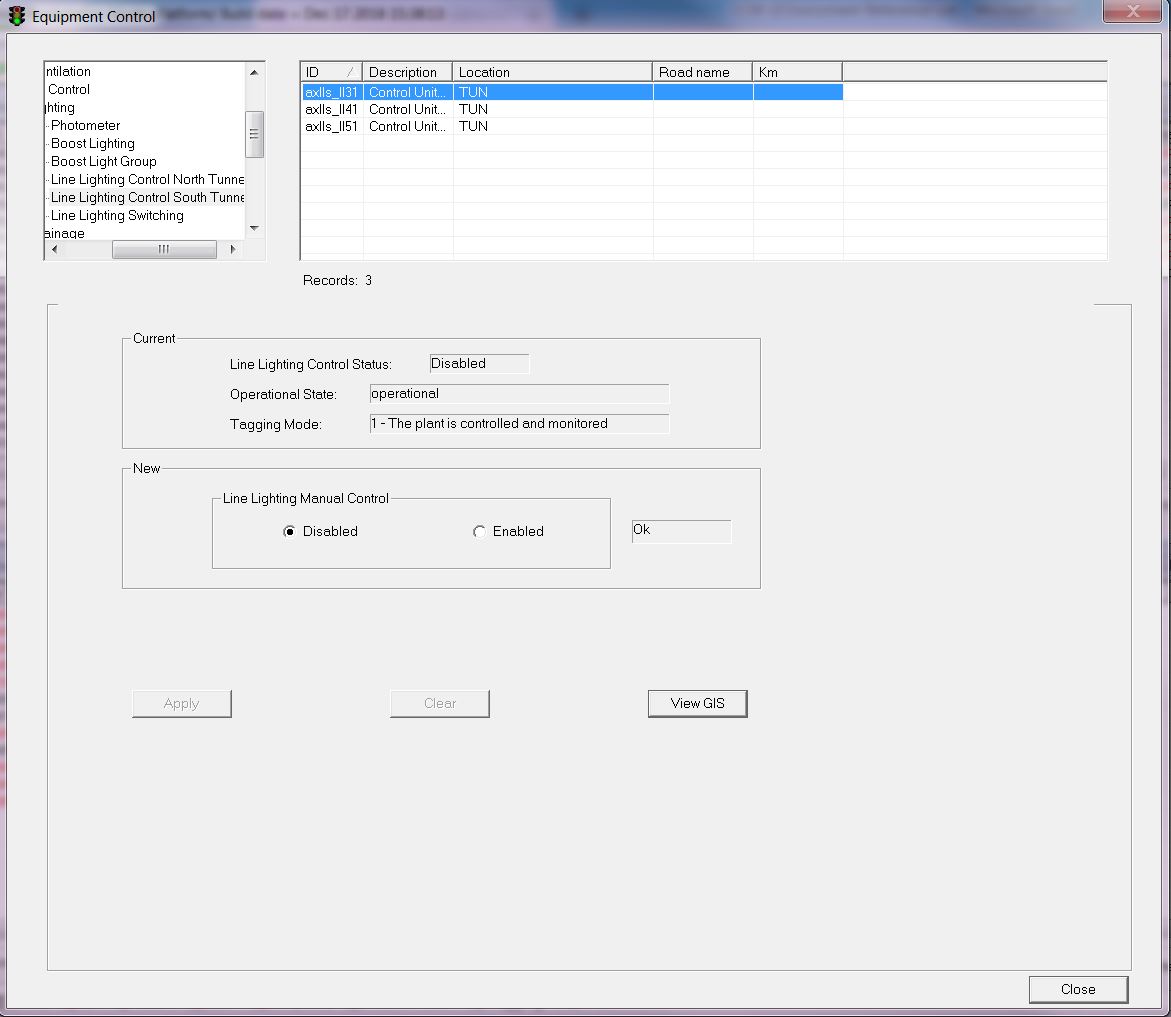 Equipment Control
ntilation
Control
ghting
Photometer
Boost Lighting
Boost Light Group
Line Lighting Control North Tunne
Line Lighting Control South Tunne
Line Lighting Switching
ainage
ID Description Location Road name Km
axlls_ll31 Control Unit... TUN
axlls_ll41 Control Unit... TUN
axlls_ll51 Control Unit... TUN
Records: 3
Current
Line Lighting Control Status: Disabled
Operational State: operational
Tagging Mode: 1 - The plant is controlled and monitored
New
Line Lighting Manual Control
Disabled Enabled Ok
Apply Clear View GIS
Close